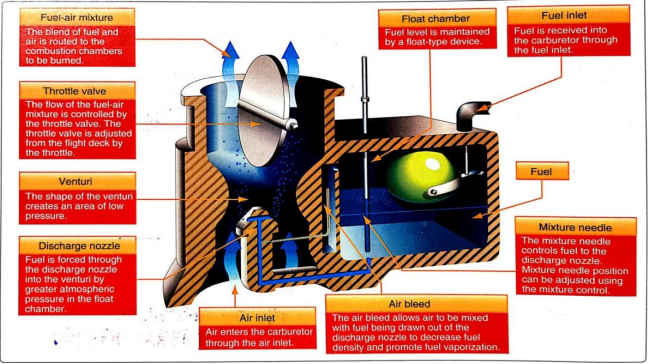 Fuel-air mixture
The blend of fuel and
air is routed to the
combustion chambers
to be burned.
Throttle valve
The flow of the fuel-air
mixture is controlled by
the throttle valve. The
throttle valve is adjusted
from the flight deck by
the throttle.
Venturi
The shape of the venturi
creates an area of low
pressure.
Discharge nozzle
Fuel is forced through
the discharge nozzle
into the venturi by
greater atmospheric
pressure in the float
chamber.
Air inlet
Air enters the carburetor
through the air inlet.
Float chamber
Fuel level is maintained
by a float-type device.
Fuel inlet
Fuel is received into
the carburetor through
the fuel inlet.
Fuel
Mixture needle
The mixture needle
controls fuel to the
discharge nozzle.
Mixture needle position
can be adjusted using
the mixture control.
Air bleed
The air bleed allows air to be mixed
with fuel being drawn out of the
discharge nozzle to decrease fuel
density and promote fuel vaporization.